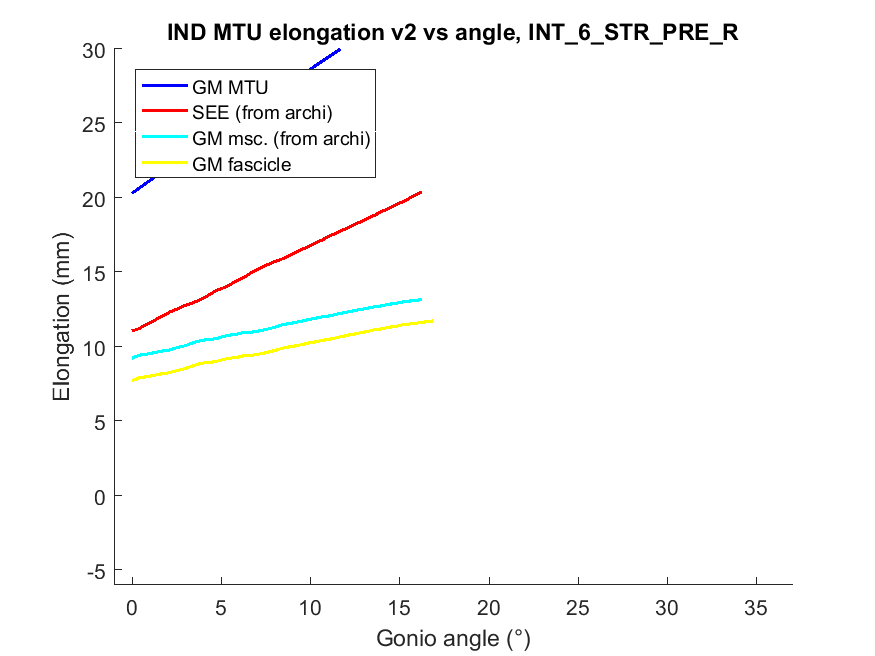 IND MTU elongation v2 vs angle, INT_6_STR_PRE_R
30
25
20
15
10
5
0
-5
Elongation (mm)
GM MTU
SEE (from archi)
GM msc. (from archi)
GM fascicle
0 5 10 15 20 25 30 35
Gonio angle (°)